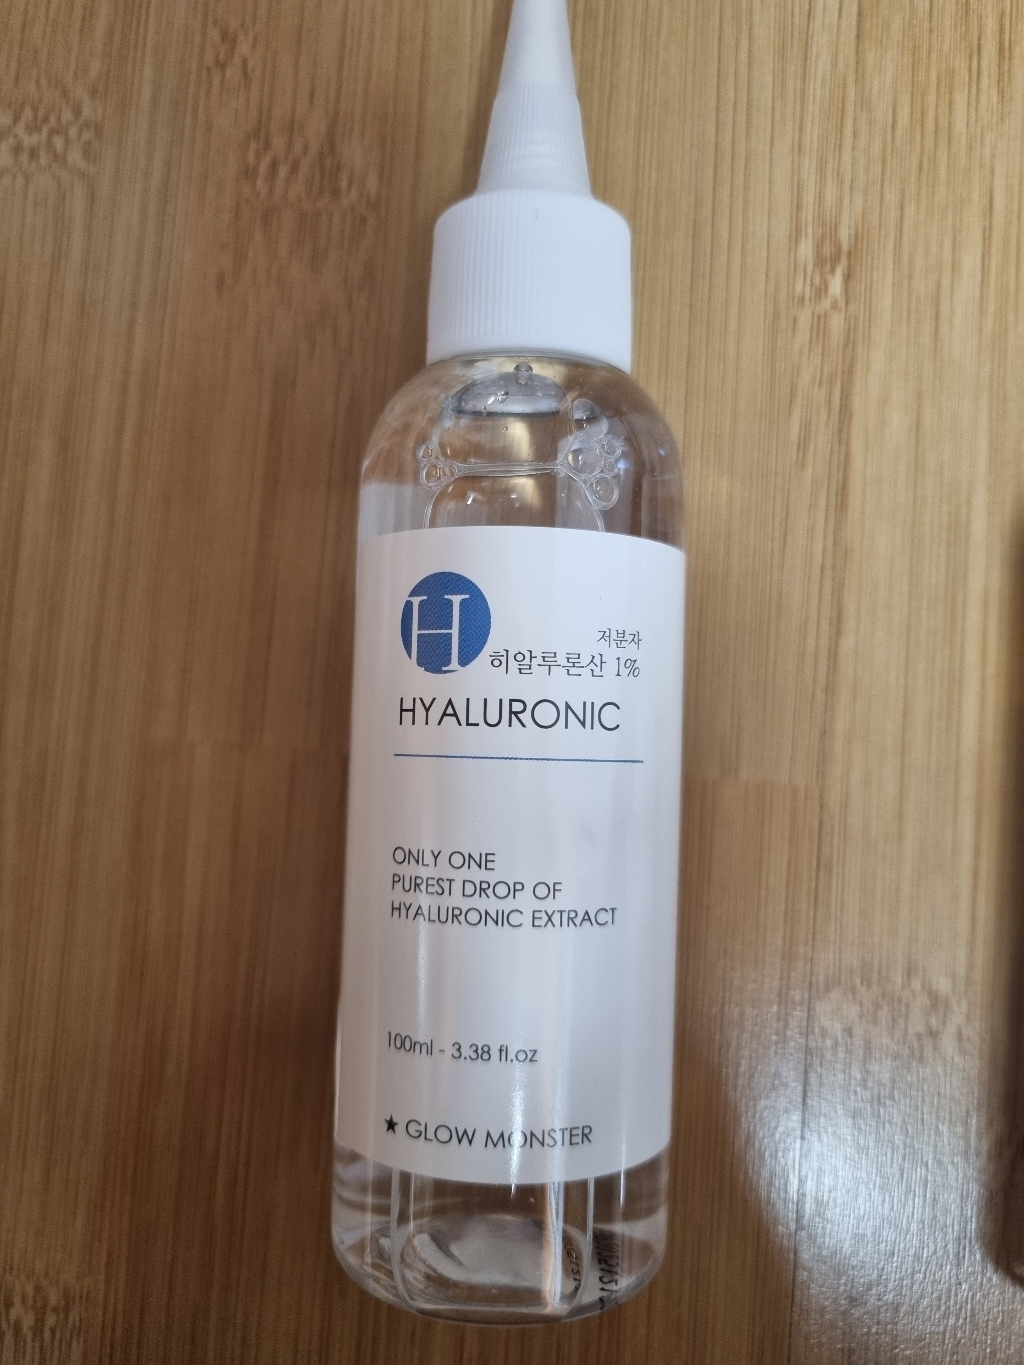 H
저분자
히알루론산 1%
HYALURONIC
ONLY ONE
PUREST DROP OF
HYALURONIC EXTRACT
100ml - 3.38 fl.oz
★ GLOW MONSTER